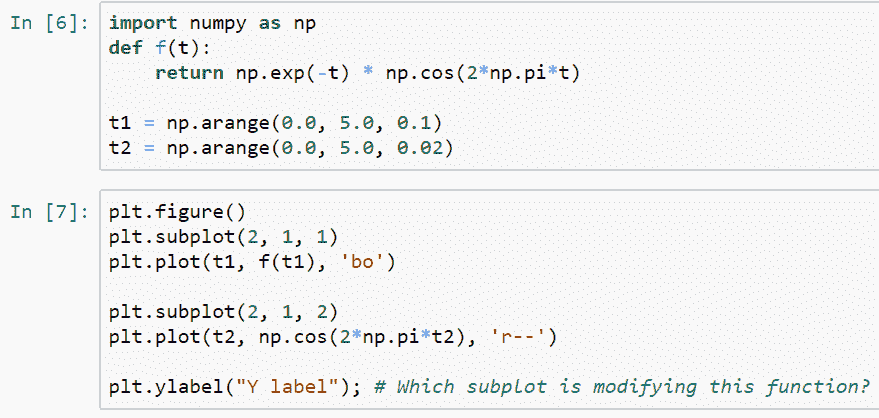 In [6]: import numpy as np
def f(t):
    return np.exp(-t) * np.cos(2*np.pi*t)
t1 = np.arange(0.0, 5.0, 0.1)
t2 = np.arange(0.0, 5.0, 0.02)
In [7]: plt.figure()
plt.subplot(2, 1, 1)
plt.plot(t1, f(t1), 'bo')
plt.subplot(2, 1, 2)
plt.plot(t2, np.cos(2*np.pi*t2), 'r--')
plt.ylabel("Y label"); # Which subplot is modifying this function?